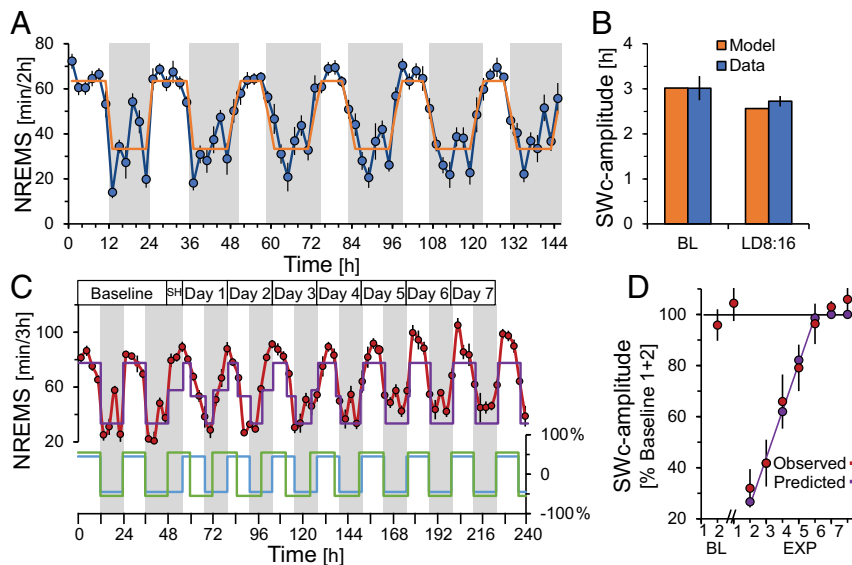 A
NREMS [min/2h]
80
60
40
20
0
0 12 24 36 48 60 72 84 96 108 120 132 144
Time [h]
B
SWc-amplitude [h]
4
3
2
1
0
Model
Data
BL LD8:16
C
Baseline SH Day 1 Day 2 Day 3 Day 4 Day 5 Day 6 Day 7
NREMS [min/3h]
100
80
60
40
20
100%
0
-100%
0 24 48 72 96 120 144 168 192 216 240
Time [h]
D
SWc-amplitude
[% Baseline 1+2]
100
80
60
40
20
Observed
Predicted
1 2 // 1 2 3 4 5 6 7
BL EXP